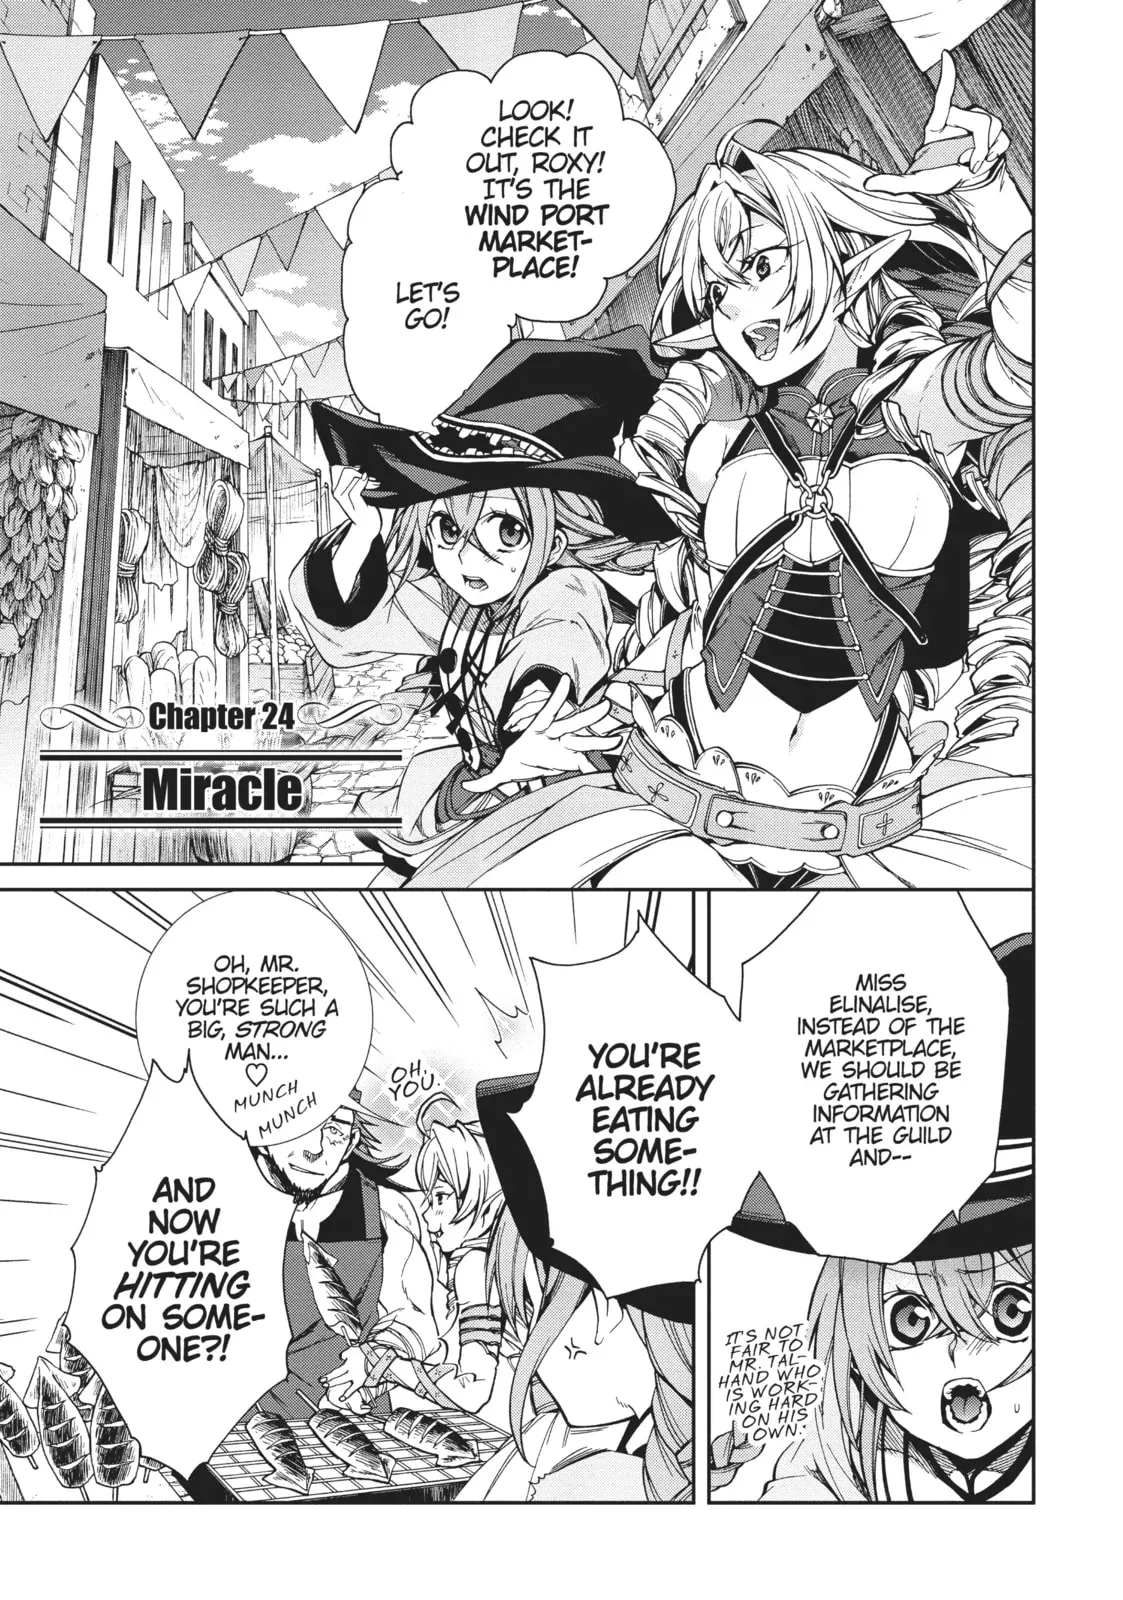 LOOK!
CHECK IT
OUT, ROXY!
IT'S THE
WIND PORT
MARKET-
PLACE!
LET'S
GO!
Chapter 24
Miracle
MISS
ELINALISE,
INSTEAD OF THE
MARKETPLACE,
WE SHOULD BE
GATHERING
INFORMATION
AT THE GUILD
AND--
IT'S NOT
FAIR TO
MR. TAL-
HAND WHO
IS WORK-
ING HARD
ON HIS
OWN.
YOU'RE
ALREADY
EATING
SOME-
THING!!
OH, MR.
SHOPKEEPER,
YOU'RE SUCH A
BIG, STRONG
MAN...
♡
MUNCH
MUNCH
OH,
YOU.
AND
NOW
YOU'RE
HITTING
ON SOME-
ONE?!